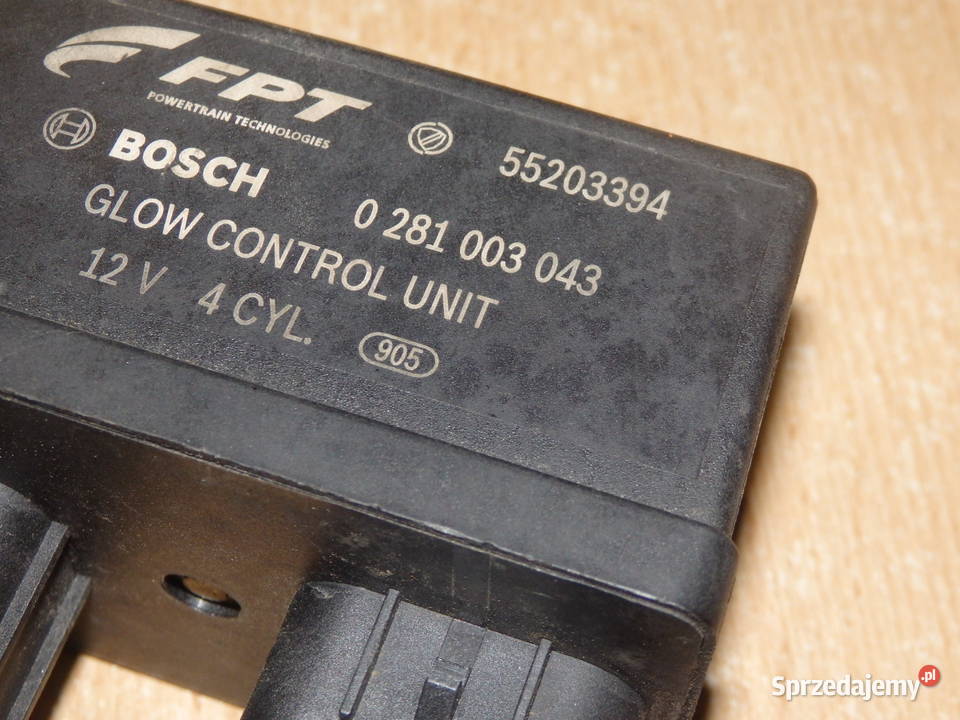 FPT
POWERTRAIN TECHNOLOGIES
BOSCH
55203394
0 281 003 043
GLOW CONTROL UNIT
12 V 4 CYL.
905
Sprzedajemy.pl